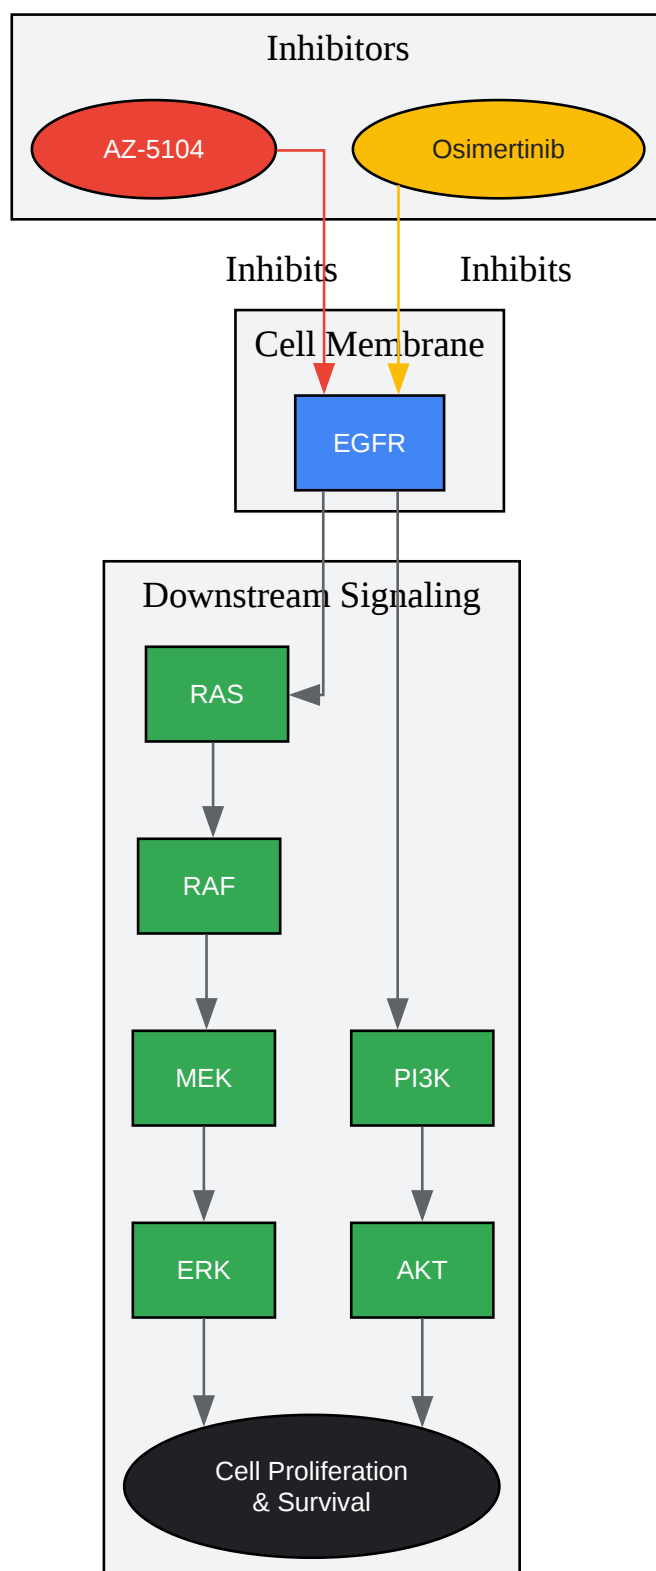 Inhibitors
AZ-5104
Osimertinib
Inhibits
Inhibits
Cell Membrane
EGFR
Downstream Signaling
RAS
RAF
MEK
PI3K
ERK
AKT
Cell Proliferation
& Survival